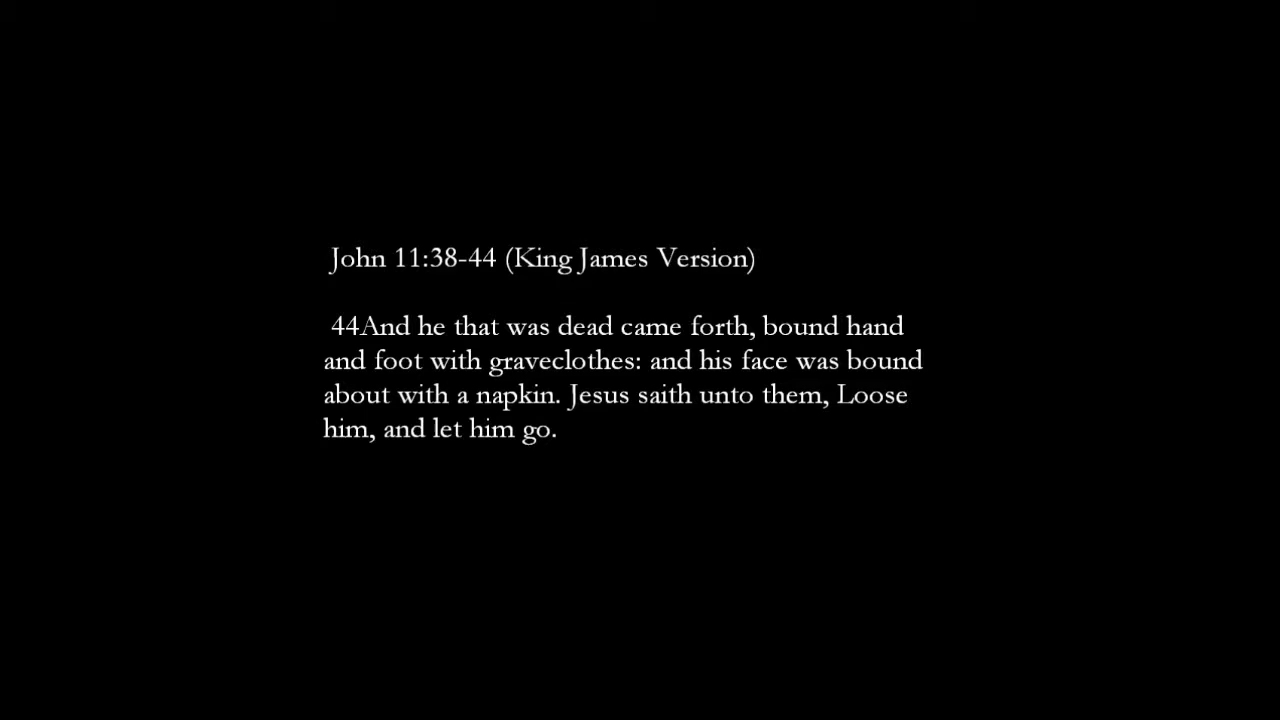 John 11:38-44 (King James Version)
44And he that was dead came forth, bound hand
and foot with graveclothes: and his face was bound
about with a napkin. Jesus saith unto them, Loose
him, and let him go.